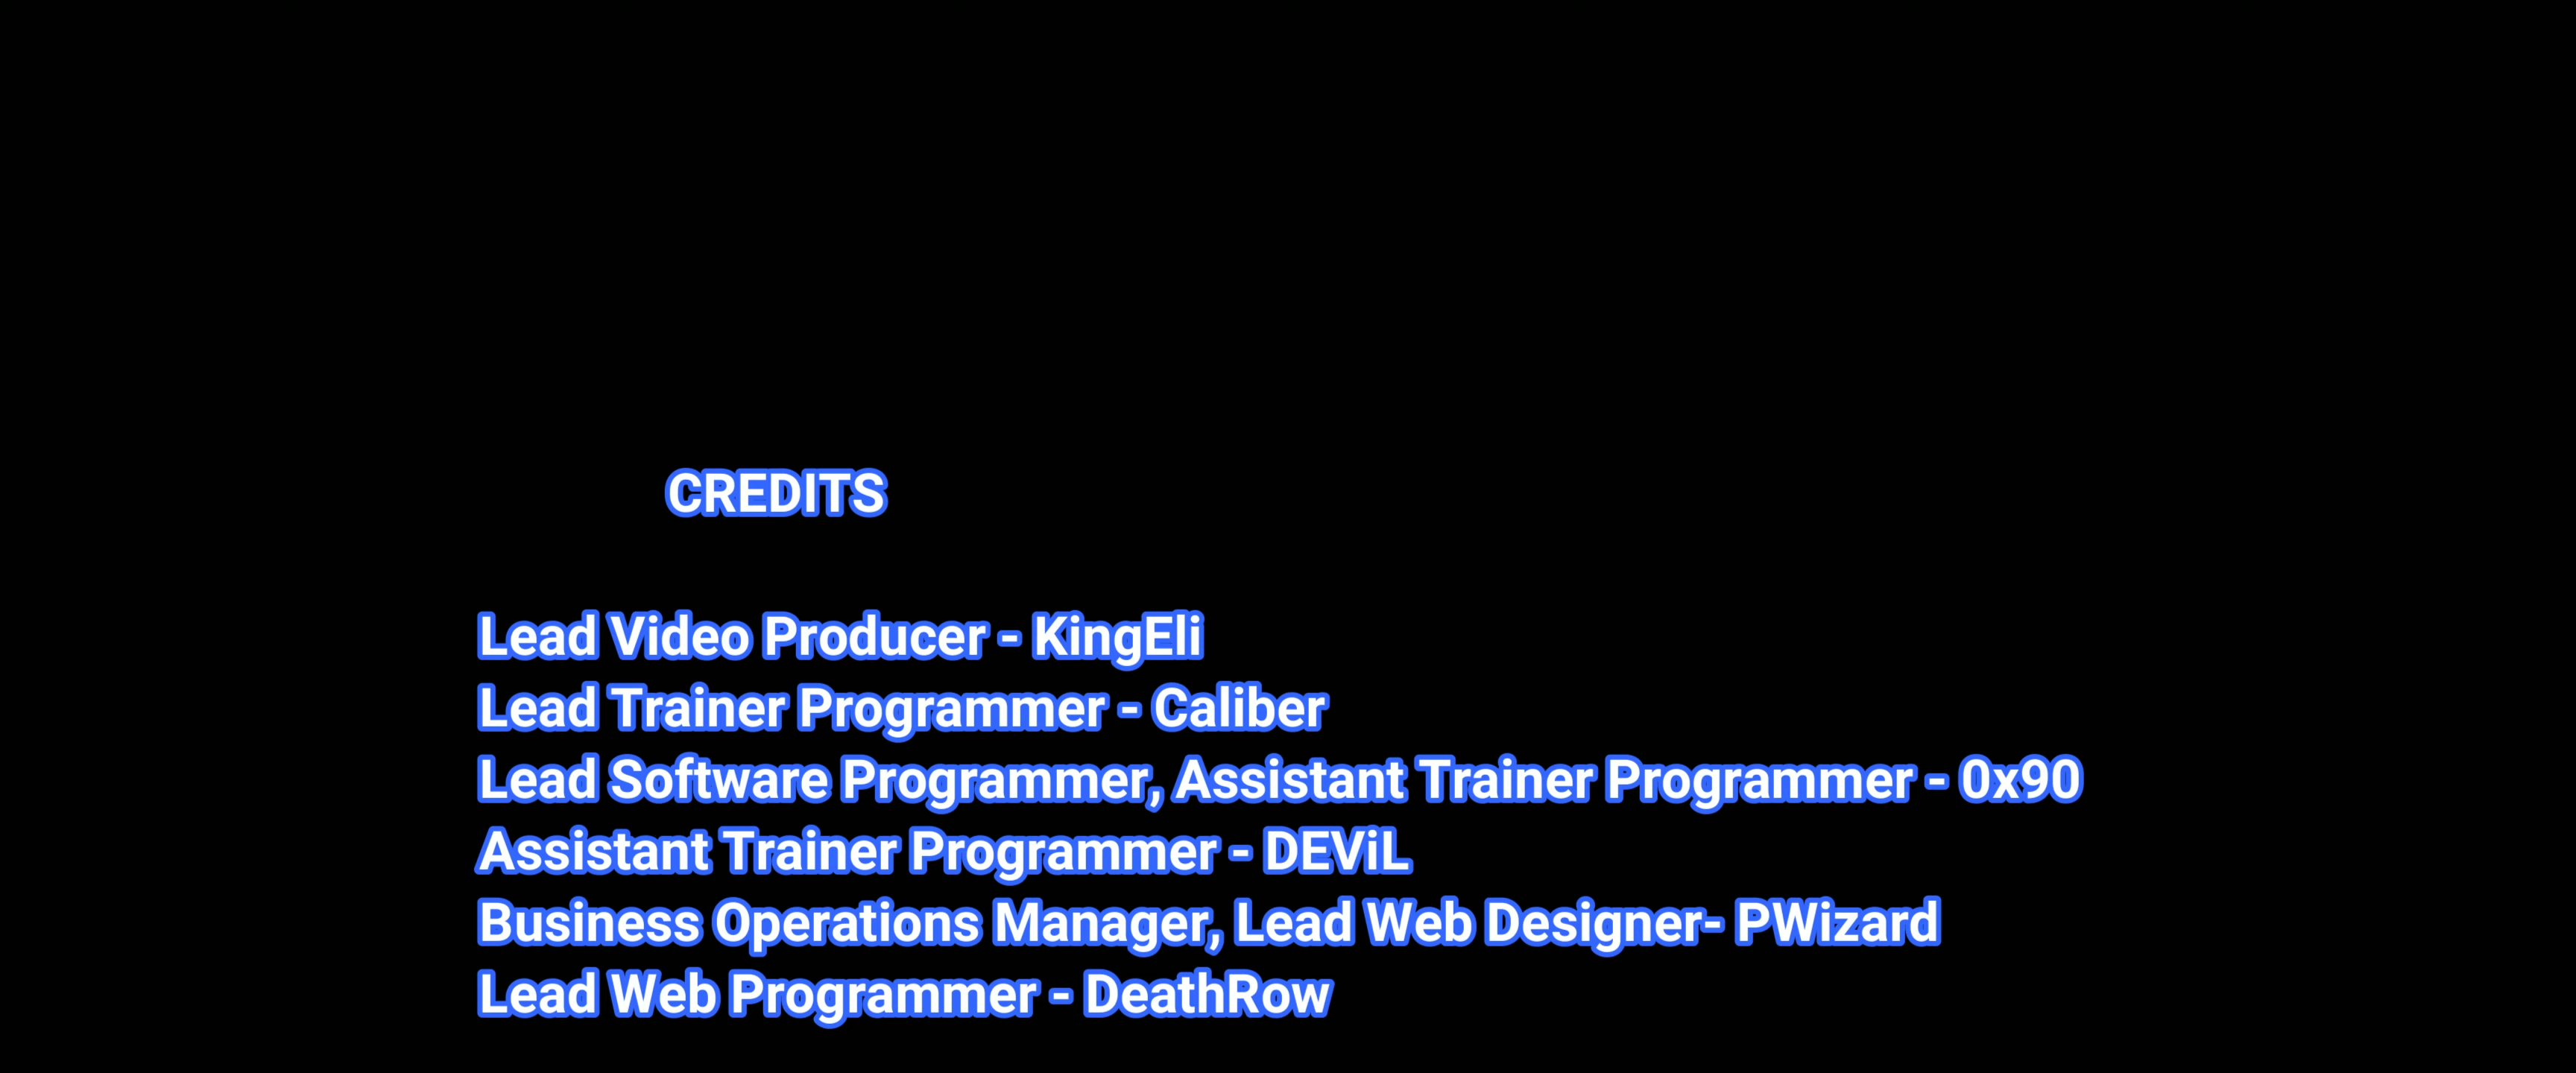 CREDITS
Lead Video Producer - KingEli
Lead Trainer Programmer - Caliber
Lead Software Programmer, Assistant Trainer Programmer - 0x90
Assistant Trainer Programmer - DEViL
Business Operations Manager, Lead Web Designer- PWizard
Lead Web Programmer - DeathRow